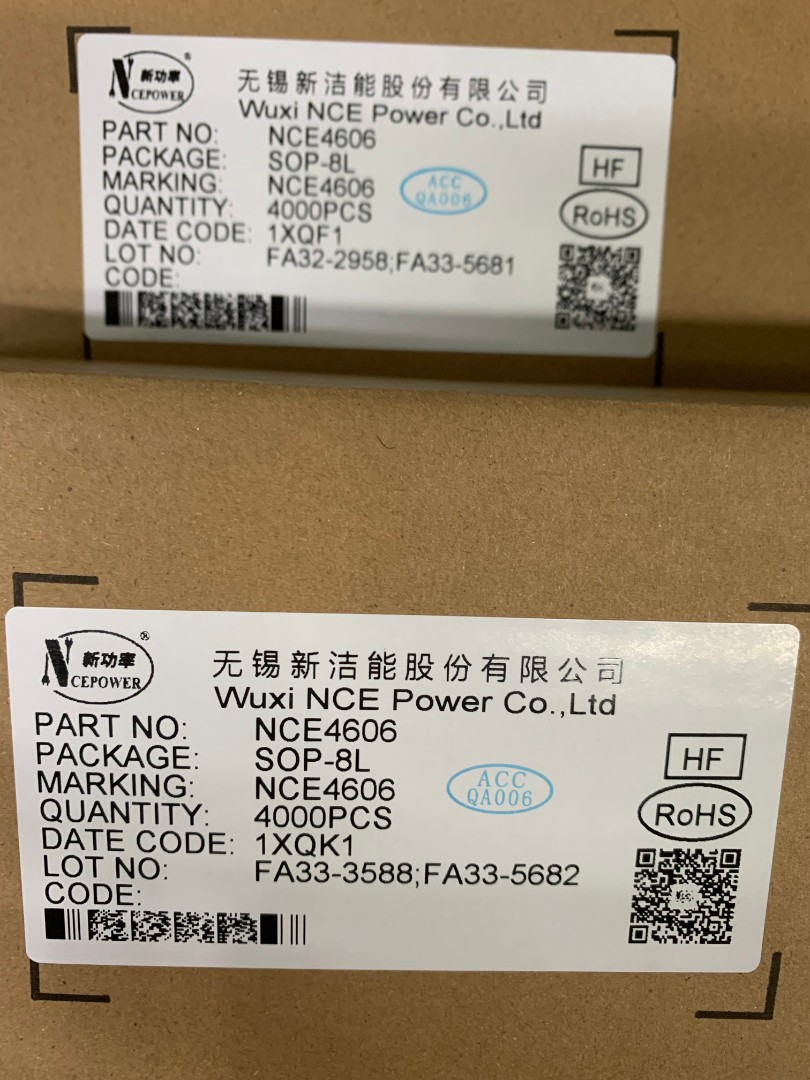 新功率 ®
NCEPOWER
无锡新洁能股份有限公司
Wuxi NCE Power Co.,Ltd
PART NO: NCE4606
PACKAGE: SOP-8L
MARKING: NCE4606
QUANTITY: 4000PCS
DATE CODE: 1XQF1
LOT NO: FA32-2958;FA33-5681
CODE:
ACC
QA006
HF
RoHS
新功率 ®
NCEPOWER
无锡新洁能股份有限公司
Wuxi NCE Power Co.,Ltd
PART NO: NCE4606
PACKAGE: SOP-8L
MARKING: NCE4606
QUANTITY: 4000PCS
DATE CODE: 1XQK1
LOT NO: FA33-3588;FA33-5682
CODE:
ACC
QA006
HF
RoHS